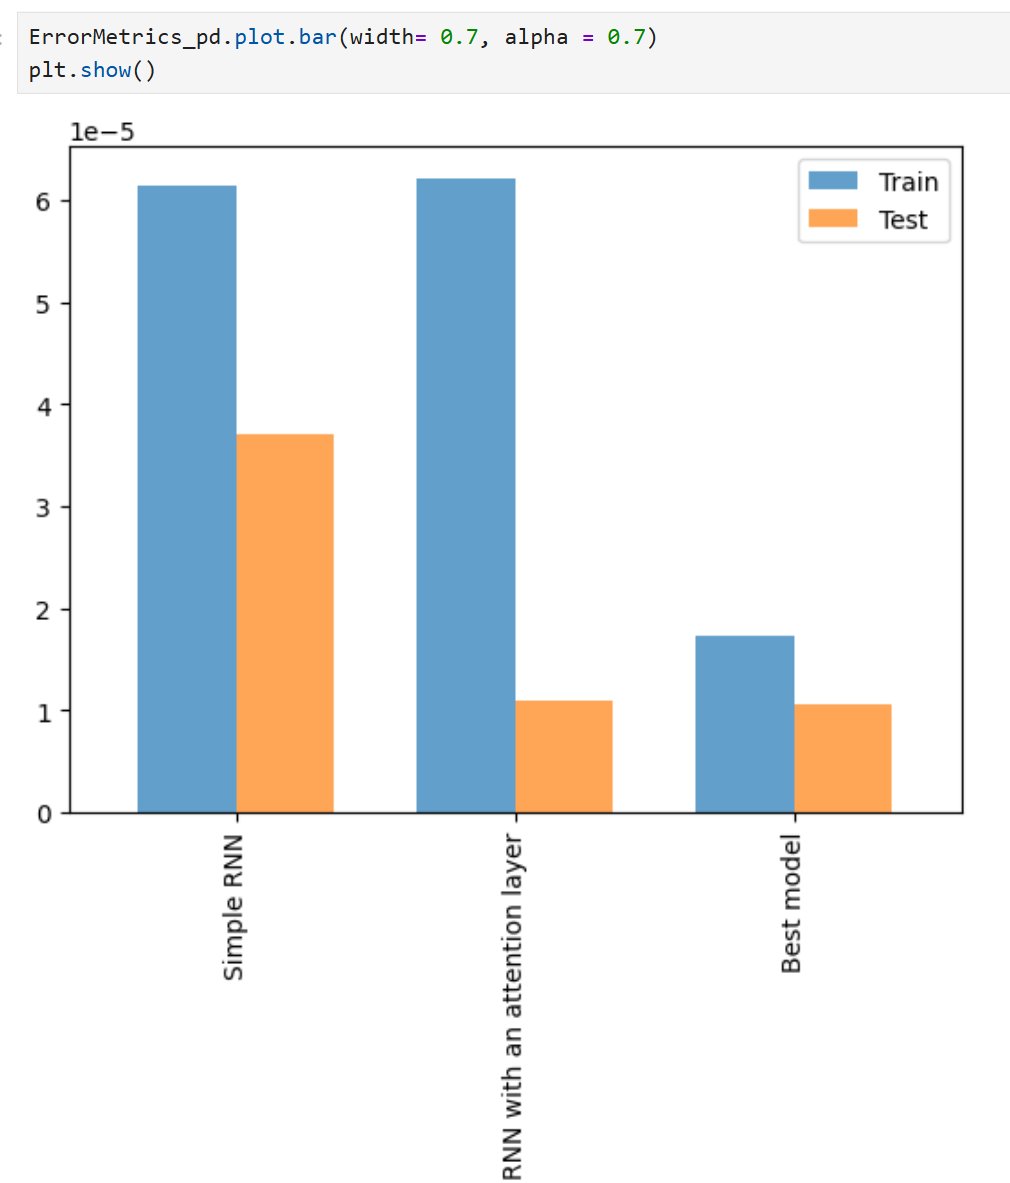 ErrorMetrics_pd.plot.bar(width= 0.7, alpha = 0.7)
plt.show()
1e−5
6
5
4
3
2
1
0
Train
Test
Simple RNN
RNN with an attention layer
Best model